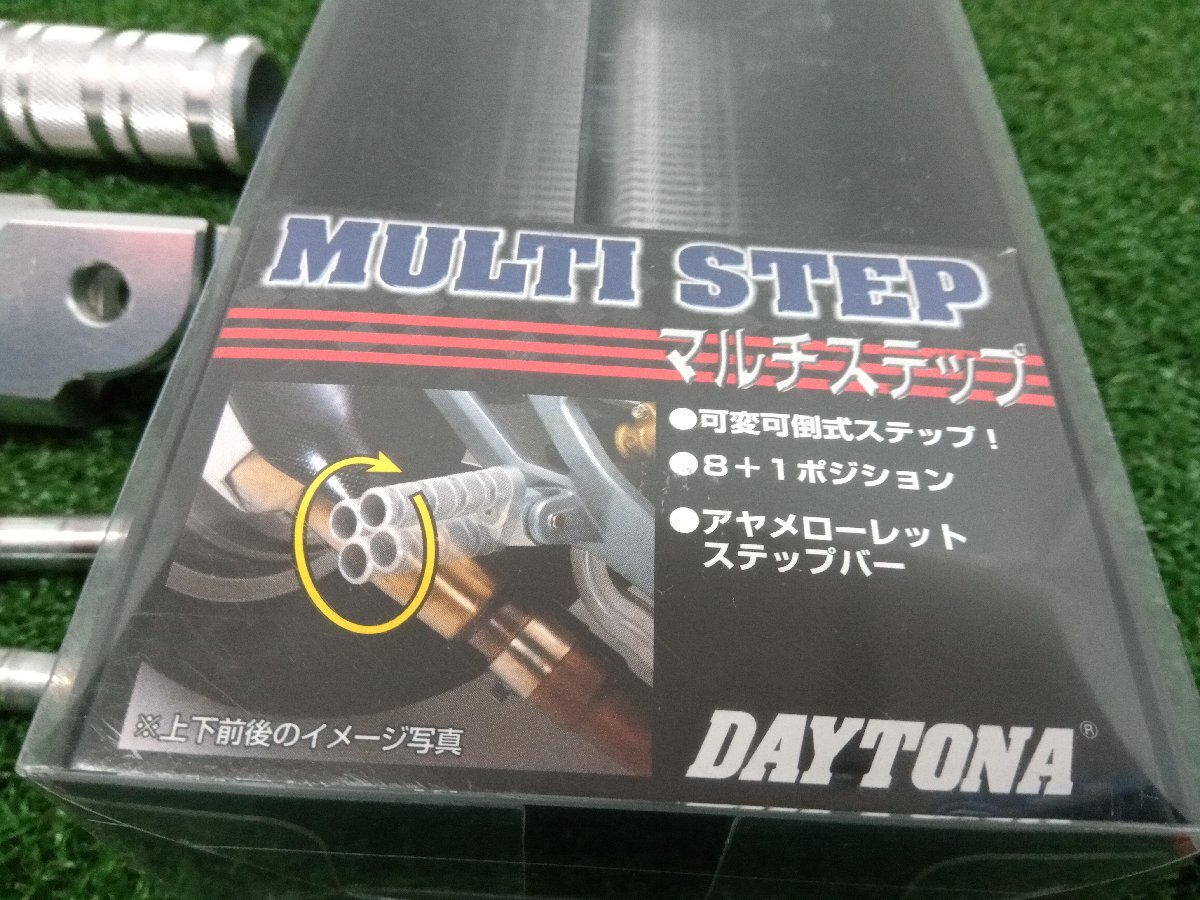 MULTI STEP
マルチステップ
●可変可倒式ステップ！
●8+1ポジション
●アヤメローレット
ステップバー
※上下前後のイメージ写真
DAYTONA®